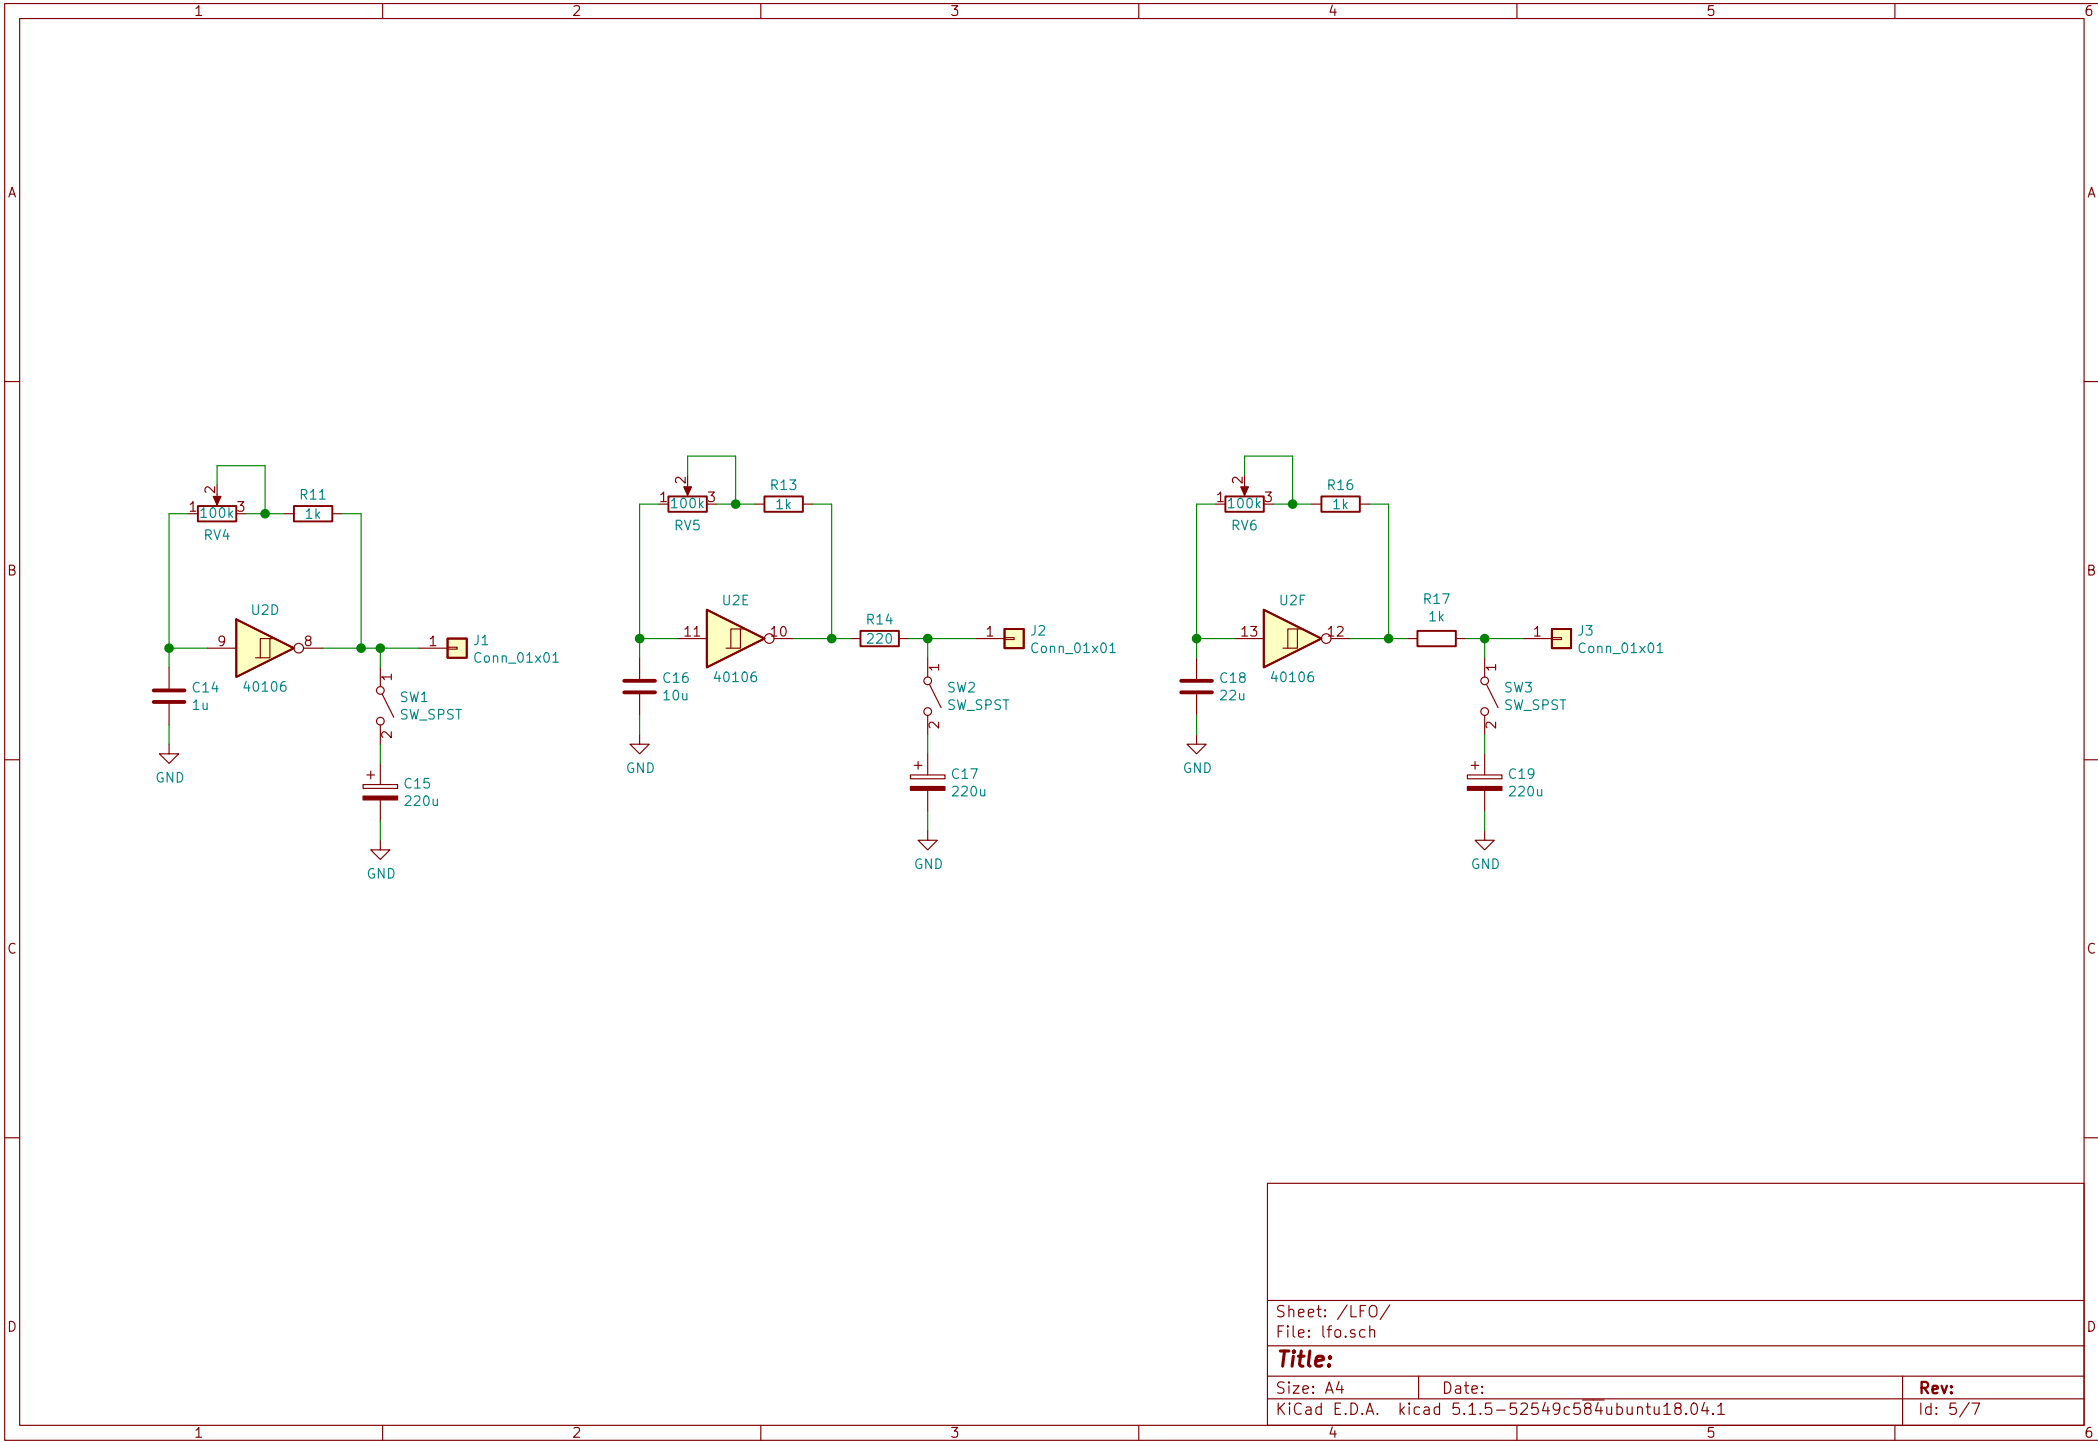 1 2 3 4 5 6
A A
B B
C C
D D
R11
1 2 3
100k
1k
RV4
U2D
9 8
40106
C14
1u
GND
1 J1
Conn_01x01
1
SW1
SW_SPST
2
+
C15
220u
GND
R13
1 2 3
100k
1k
RV5
U2E
11 10
40106
C16
10u
GND
R14
220
1 J2
Conn_01x01
1
SW2
SW_SPST
2
+
C17
220u
GND
R16
1 2 3
100k
1k
RV6
U2F
13 12
40106
C18
22u
GND
R17
1k
1 J3
Conn_01x01
1
SW3
SW_SPST
2
+
C19
220u
GND
Sheet: /LFO/
File: lfo.sch
Title:
Size: A4 Date: Rev:
KiCad E.D.A. kicad 5.1.5-52549c584ubuntu18.04.1 Id: 5/7
1 2 3 4 5 6